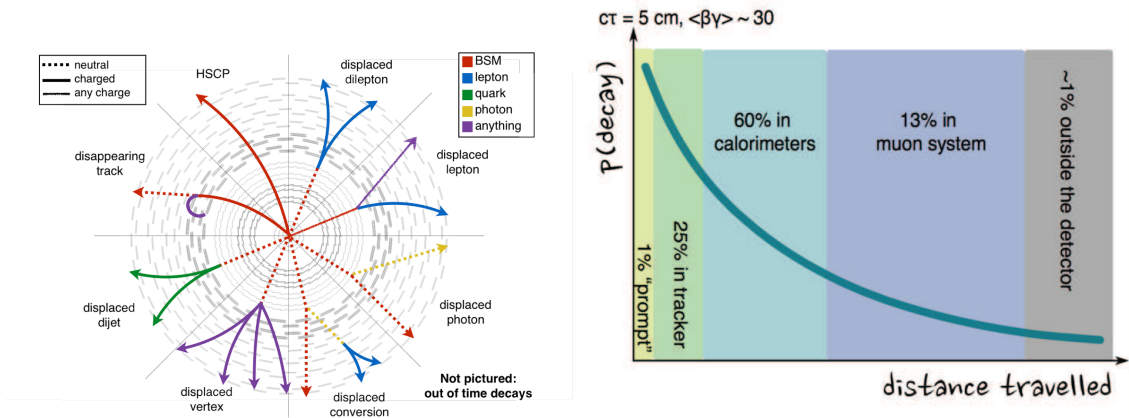 neutral
charged
any charge
HSCP
displaced
dilepton
BSM
lepton
quark
photon
anything
disappearing
track
displaced
lepton
displaced
dijet
displaced
photon
displaced
vertex
displaced
conversion
Not pictured:
out of time decays
cτ = 5 cm, <βγ> ~ 30
P(decay)
1% "prompt"
25% in tracker
60% in
calorimeters
13% in
muon system
~1% outside the detector
distance travelled